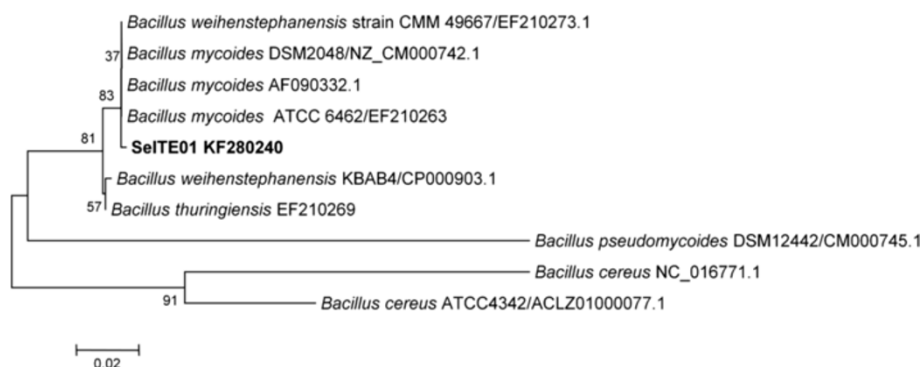 Bacillus weihenstephanensis strain CMM 49667/EF210273.1
37
Bacillus mycoides DSM2048/NZ_CM000742.1
Bacillus mycoides AF090332.1
83
Bacillus mycoides ATCC 6462/EF210263
81
SelTE01 KF280240
Bacillus weihenstephanensis KBAB4/CP000903.1
57
Bacillus thuringiensis EF210269
Bacillus pseudomycoides DSM12442/CM000745.1
Bacillus cereus NC_016771.1
91
Bacillus cereus ATCC4342/ACLZ01000077.1
0.02